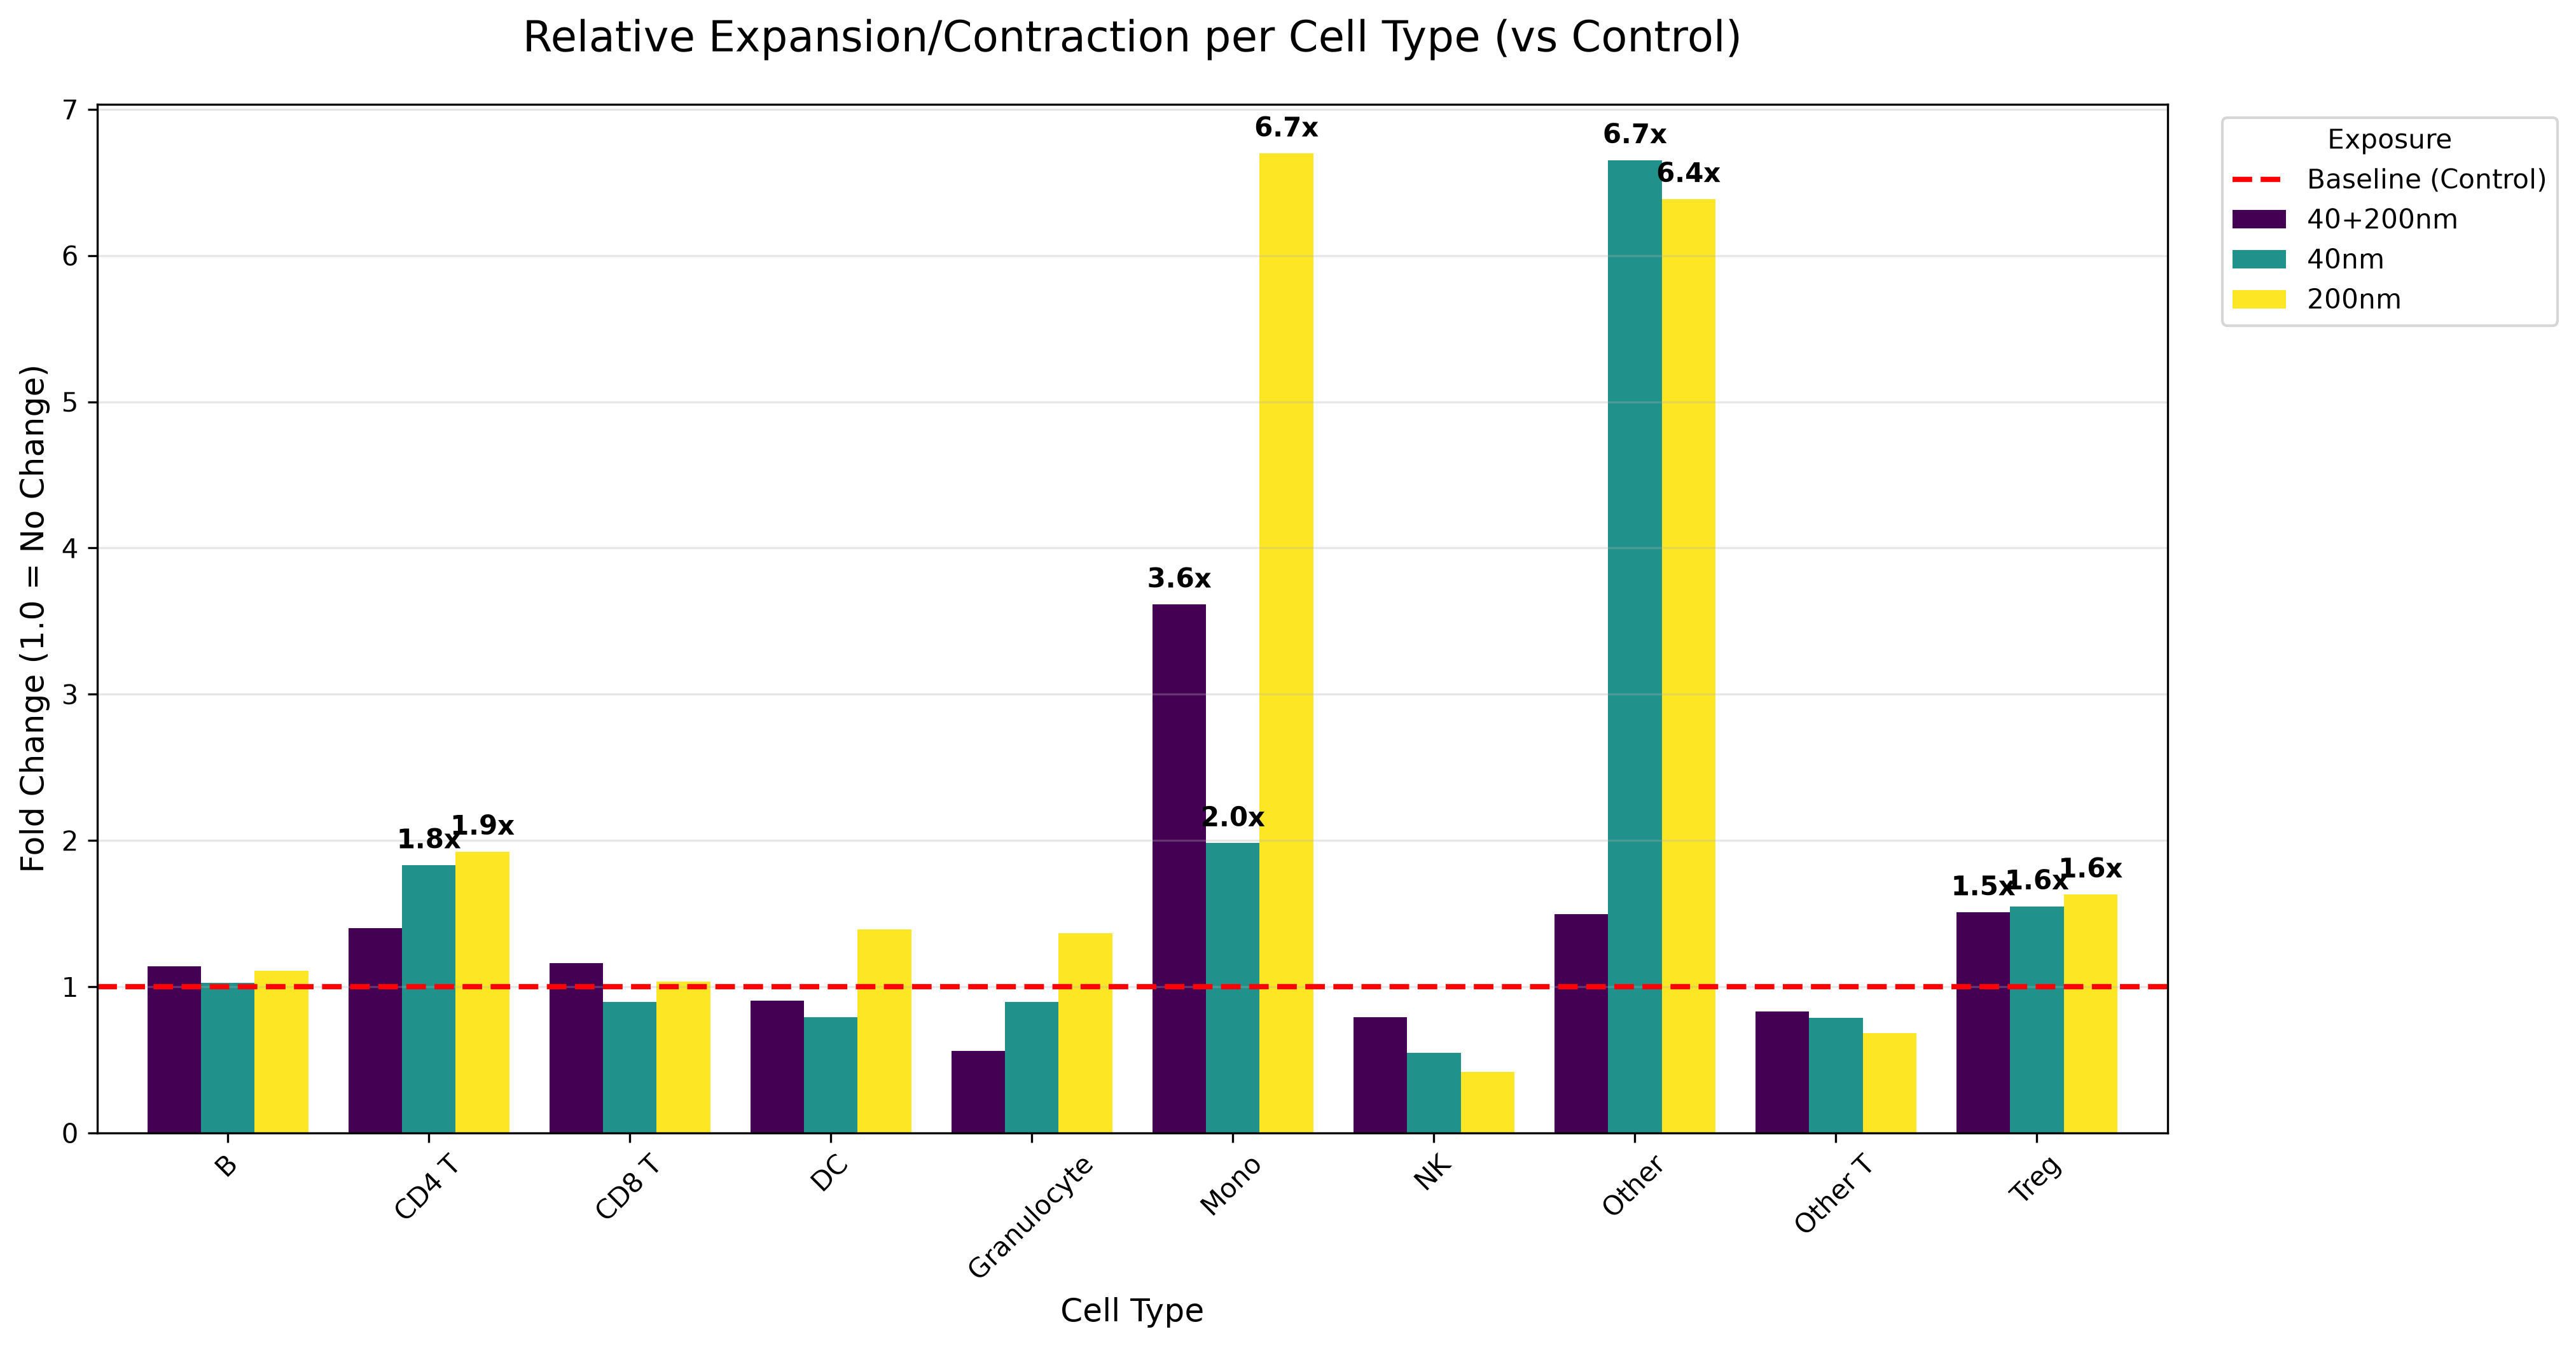 Relative Expansion/Contraction per Cell Type (vs Control)
Fold Change (1.0 = No Change)
7
6
5
4
3
2
1
0
1.8x
1.9x
3.6x
2.0x
6.7x
6.7x
6.4x
1.5x
1.6x
1.6x
B
CD4 T
CD8 T
DC
Granulocyte
Mono
NK
Other
Other T
Treg
Cell Type
Exposure
Baseline (Control)
40+200nm
40nm
200nm